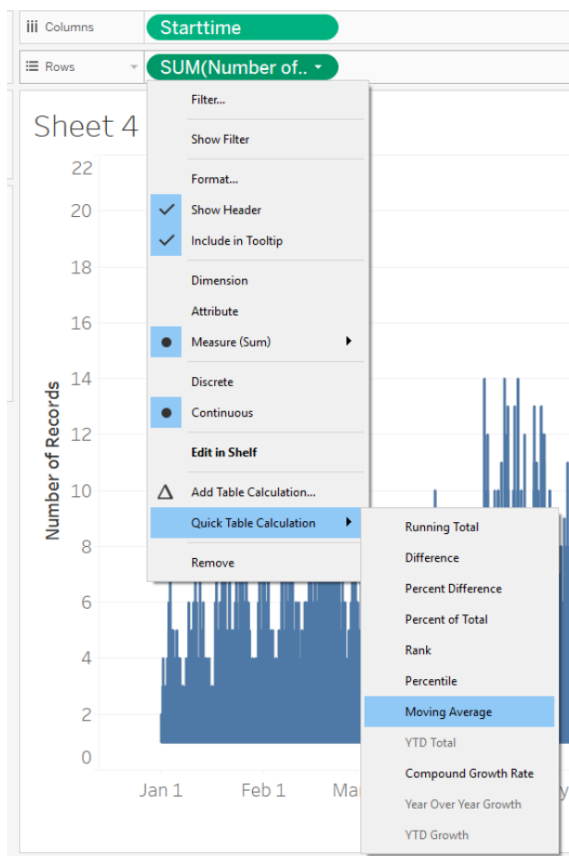 Columns
Starttime
Rows
SUM(Number of..
Sheet 4
Filter...
Show Filter
Format...
Show Header
Include in Tooltip
Dimension
Attribute
Measure (Sum)
Discrete
Continuous
Edit in Shelf
Add Table Calculation...
Quick Table Calculation
Remove
Running Total
Difference
Percent Difference
Percent of Total
Rank
Percentile
Moving Average
YTD Total
Compound Growth Rate
Year Over Year Growth
YTD Growth
Number of Records
22
20
18
16
14
12
10
8
6
4
2
0
Jan 1
Feb 1
Ma
y